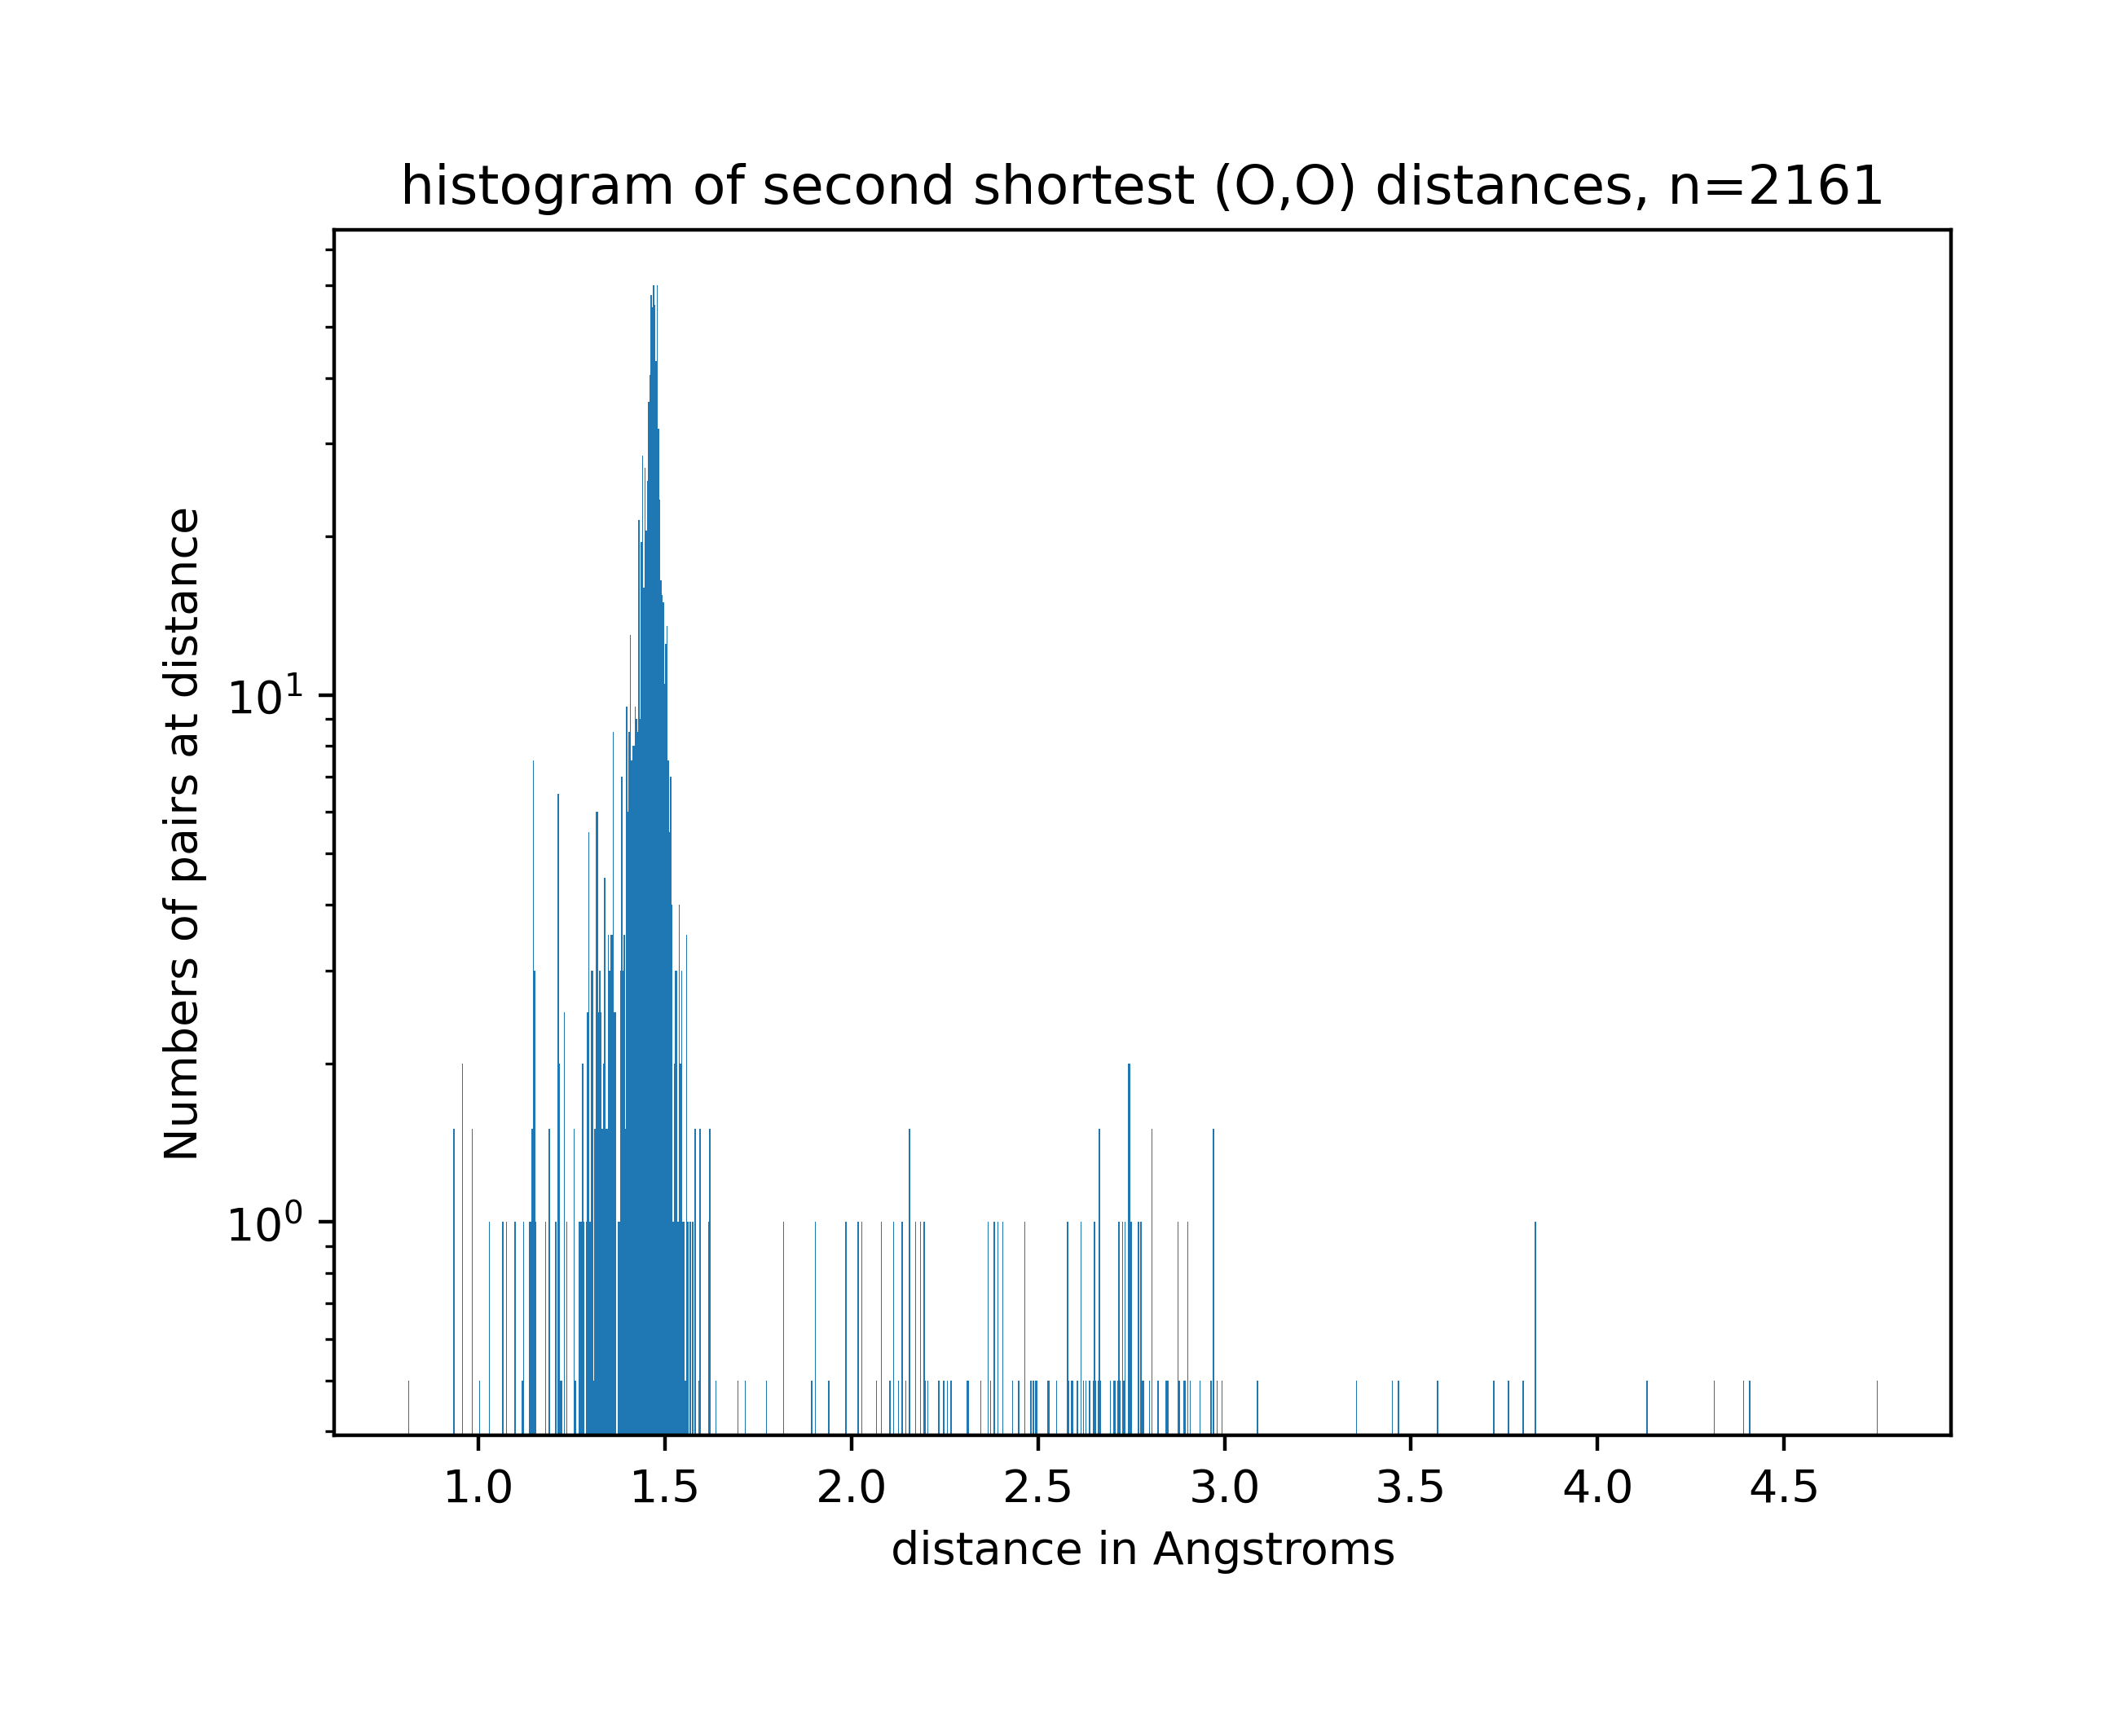 histogram of second shortest (O,O) distances, n=2161
Numbers of pairs at distance
10¹
10⁰
1.0 1.5 2.0 2.5 3.0 3.5 4.0 4.5
distance in Angstroms